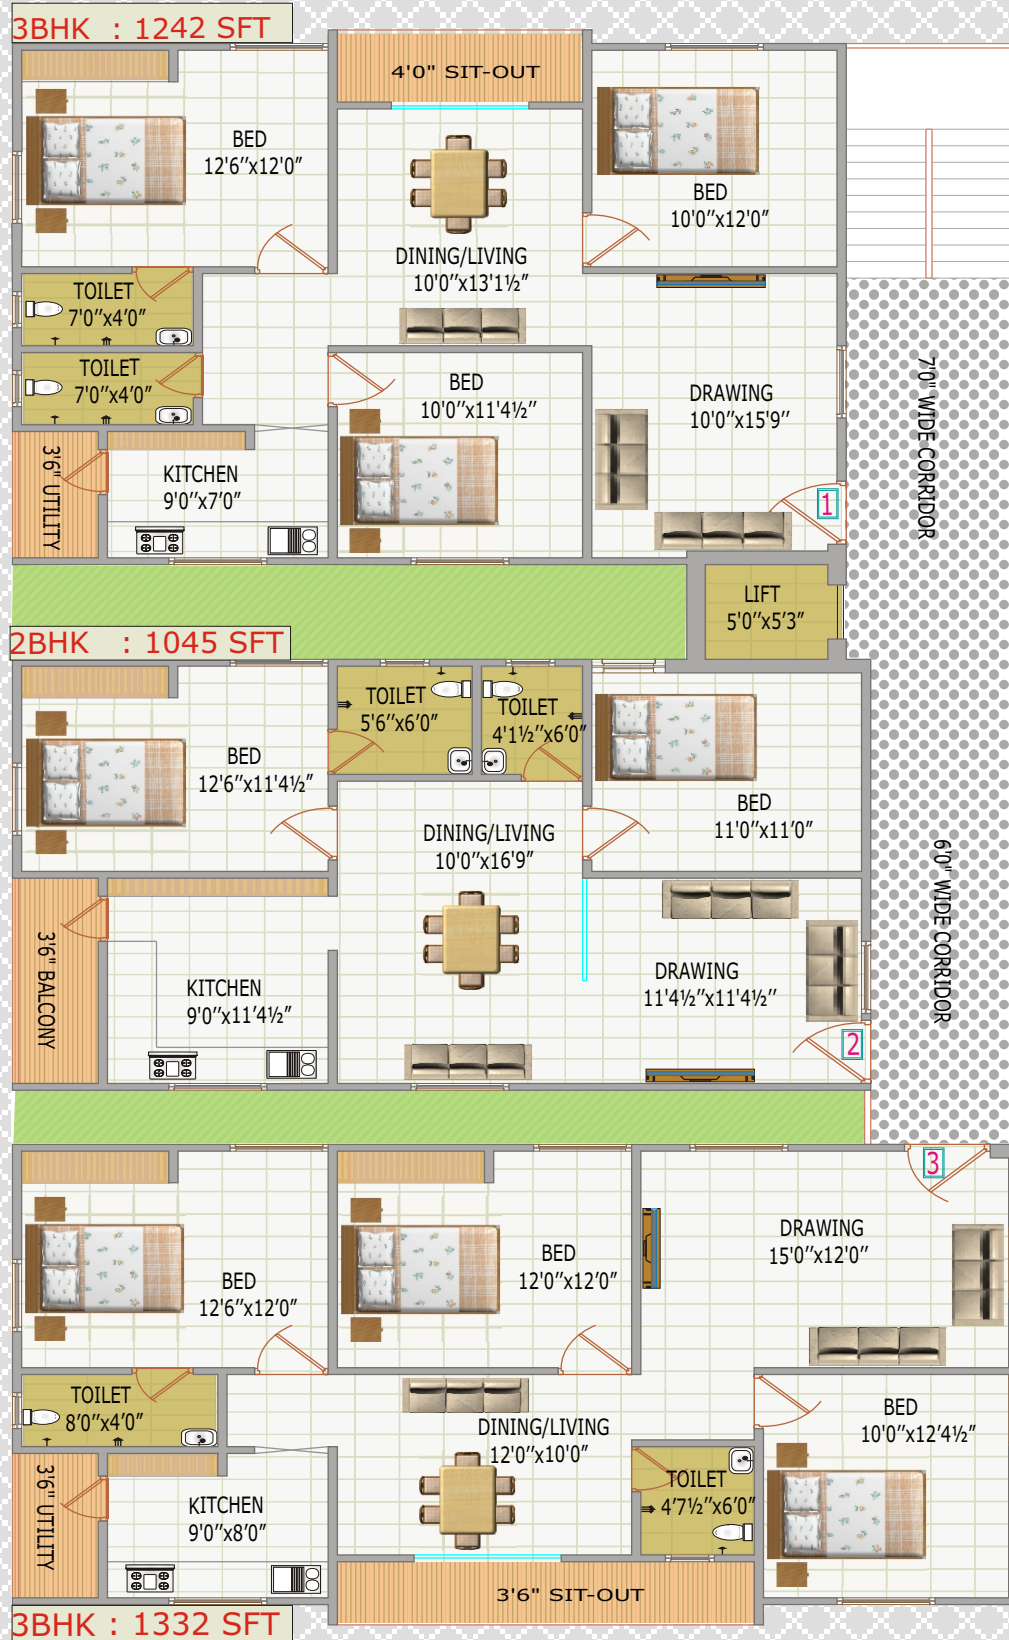 3BHK : 1242 SFT
4'0" SIT-OUT
BED
12'6"x12'0"
BED
10'0"x12'0"
DINING/LIVING
10'0"x13'1½"
TOILET
7'0"x4'0"
TOILET
7'0"x4'0"
BED
10'0"x11'4½"
DRAWING
10'0"x15'9"
7'0" WIDE CORRIDOR
3'6" UTILITY
KITCHEN
9'0"x7'0"
1
LIFT
5'0"x5'3"
2BHK : 1045 SFT
TOILET
5'6"x6'0"
TOILET
4'1½"x6'0"
BED
12'6"x11'4½"
BED
11'0"x11'0"
DINING/LIVING
10'0"x16'9"
6'0" WIDE CORRIDOR
3'6" BALCONY
KITCHEN
9'0"x11'4½"
DRAWING
11'4½"x11'4½"
2
3
DRAWING
15'0"x12'0"
BED
12'6"x12'0"
BED
12'0"x12'0"
TOILET
8'0"x4'0"
DINING/LIVING
12'0"x10'0"
BED
10'0"x12'4½"
3'6" UTILITY
KITCHEN
9'0"x8'0"
TOILET
4'7½"x6'0"
3'6" SIT-OUT
3BHK : 1332 SFT